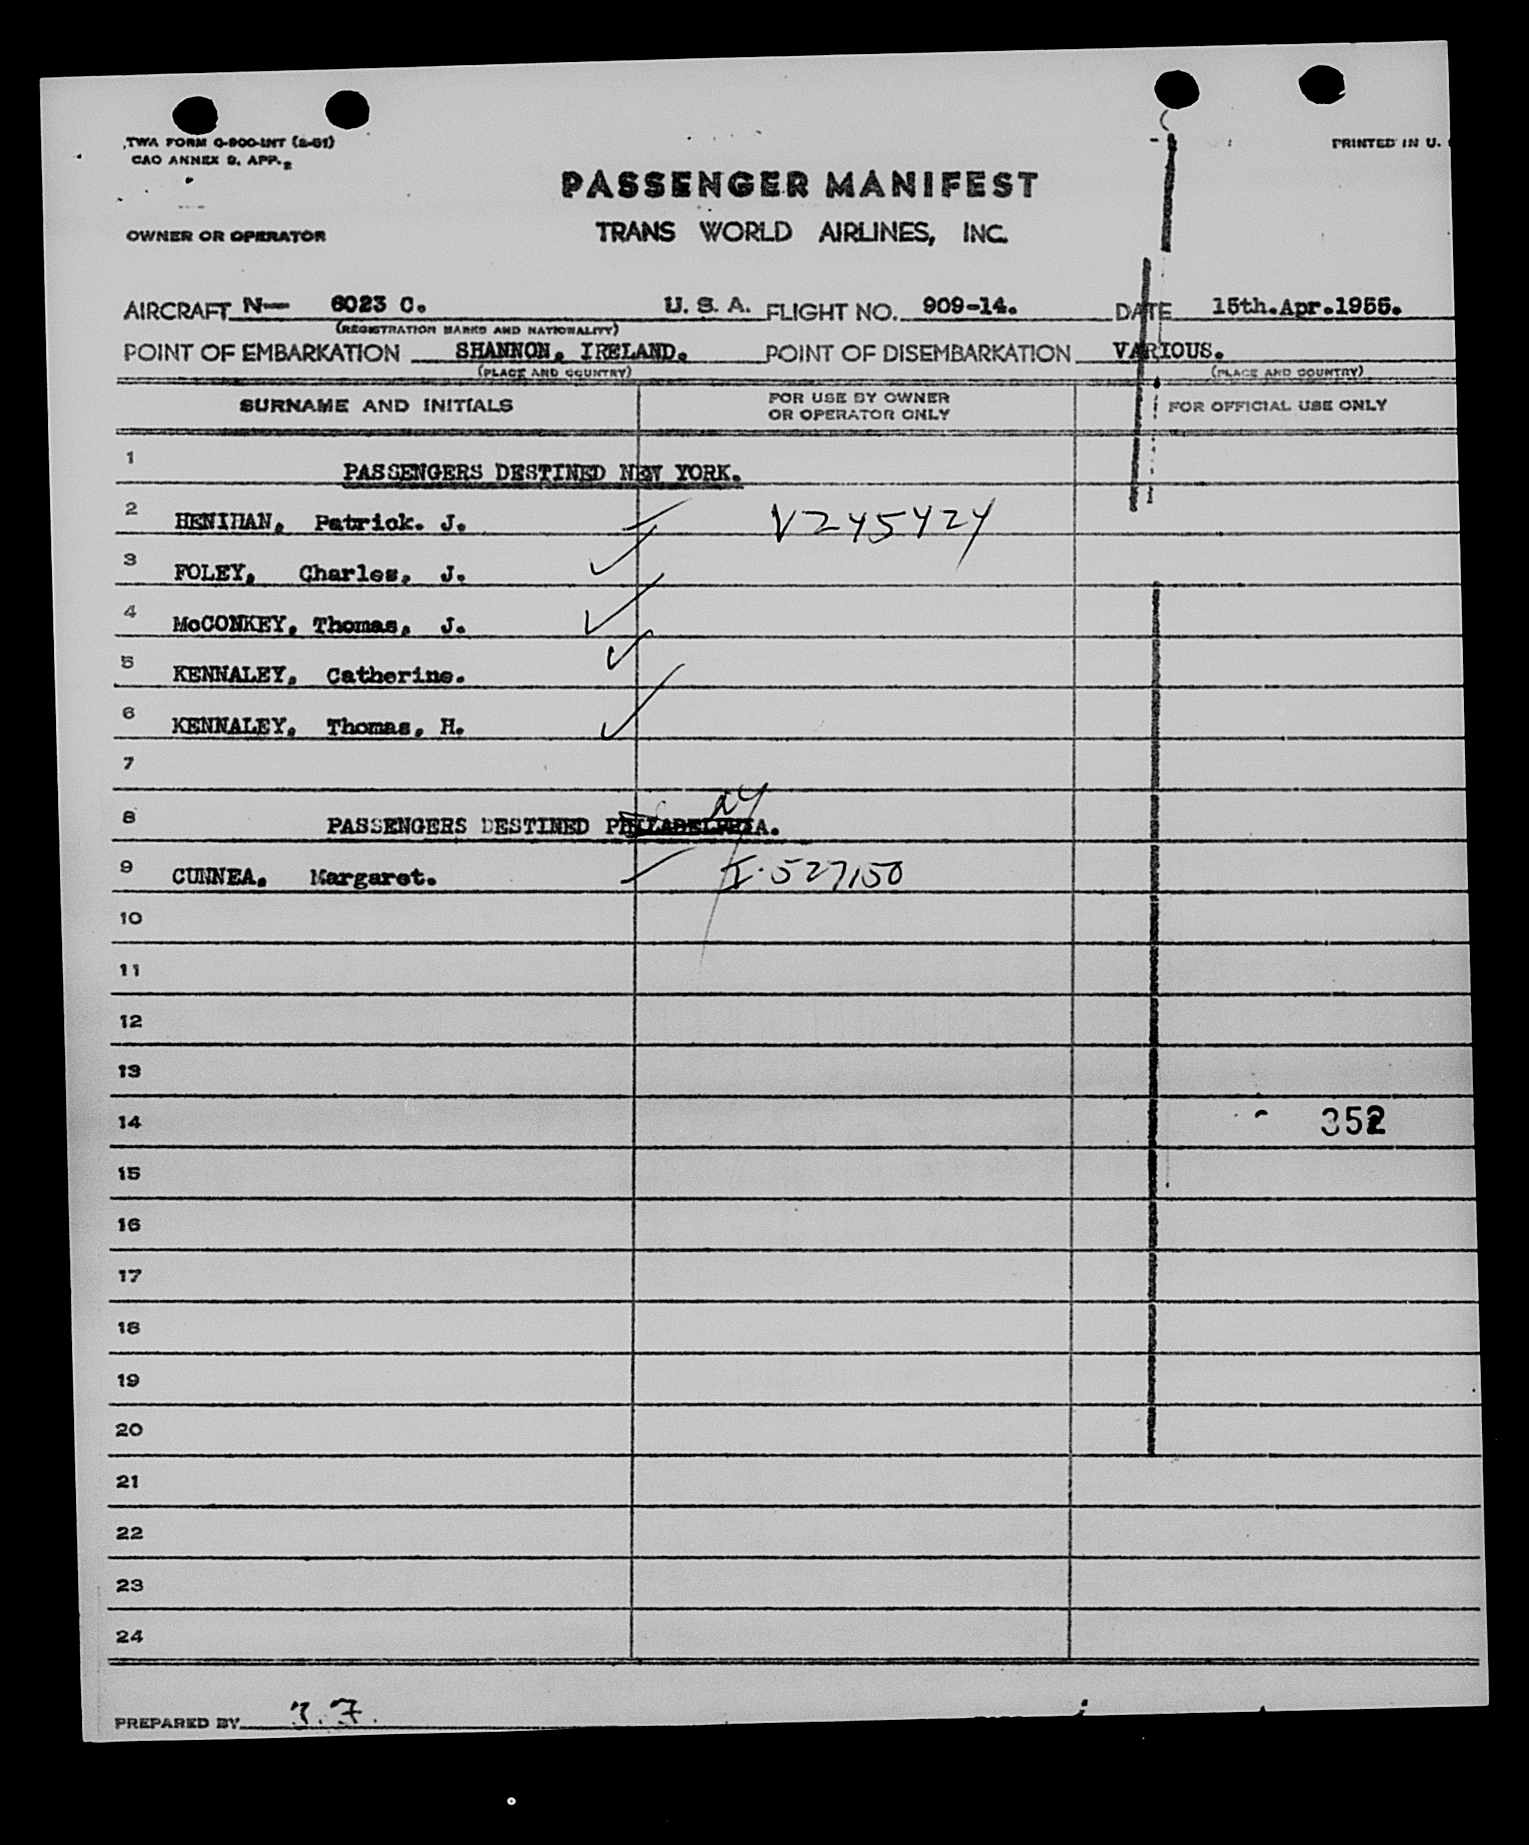 TWA FORM O-900-INT (2-51)
CAO ANNEX 9, APP. 2
PRINTED IN U.
PASSENGER MANIFEST
OWNER OR OPERATOR
TRANS WORLD AIRLINES, INC.
AIRCRAFT N— 6023 C. U. S. A. FLIGHT NO. 909-14. DATE 15th.Apr.1955.
(REGISTRATION MARKS AND NATIONALITY)
POINT OF EMBARKATION SHANNON, IRELAND. POINT OF DISEMBARKATION VARIOUS.
(PLACE AND COUNTRY) (PLACE AND COUNTRY)
SURNAME AND INITIALS FOR USE BY OWNER OR OPERATOR ONLY FOR OFFICIAL USE ONLY
1 PASSENGERS DESTINED NEW YORK.
2 HENIHAN, Patrick. J. V245424
3 FOLEY, Charles, J.
4 McCONKEY, Thomas, J.
5 KENNALEY, Catherine.
6 KENNALEY, Thomas, H.
7
8 PASSENGERS DESTINED PHILADELPHIA.
9 CUNNEA, Margaret. I-527150
10
11
12
13
14 352
15
16
17
18
19
20
21
22
23
24
PREPARED BY